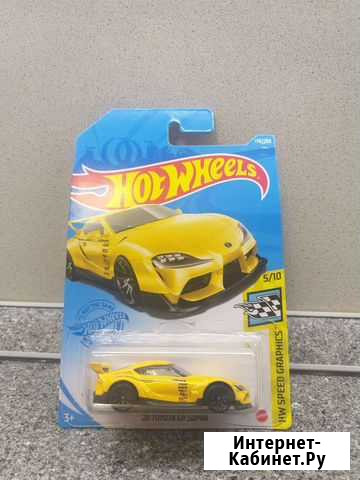 HOT WHEELS
5/10
HW SPEED GRAPHICS
3+
'20 TOYOTA GR SUPRA
Интернет-
Кабинет.Ру